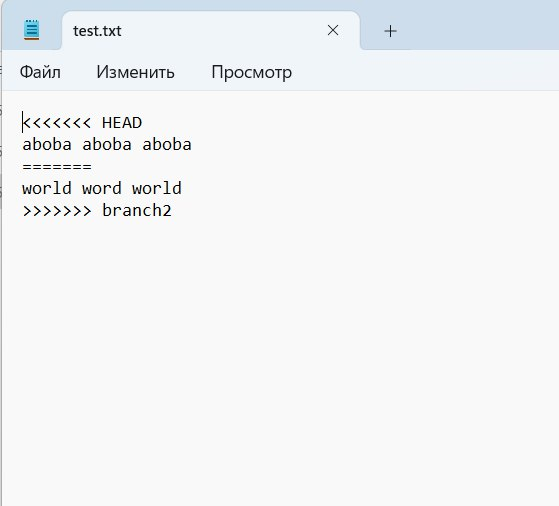 test.txt
Файл Изменить Просмотр
<<<<<<< HEAD
aboba aboba aboba
=======
world word world
>>>>>>> branch2